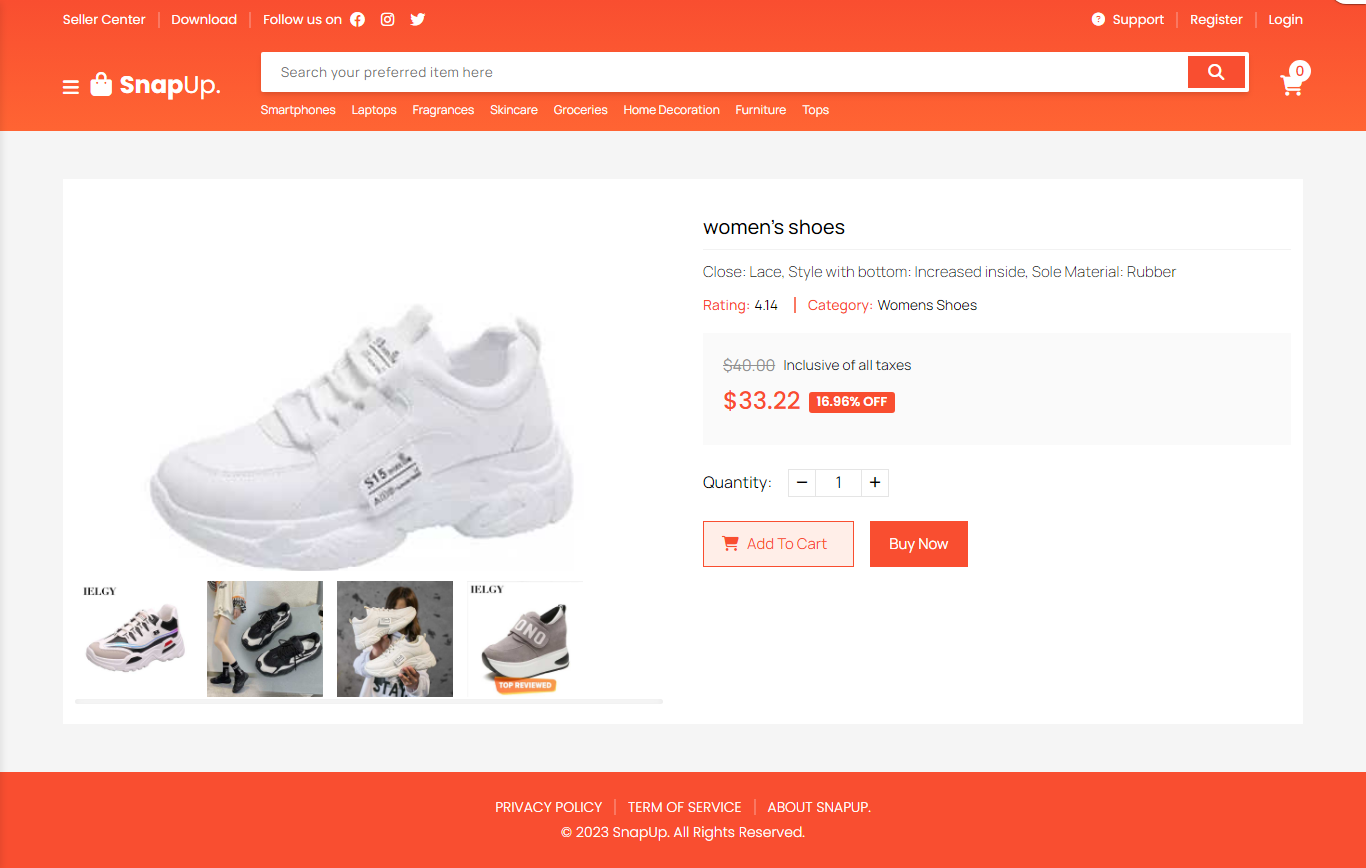 Seller Center Download Follow us on
? Support Register Login
SnapUp.
Search your preferred item here
0
Smartphones Laptops Fragrances Skincare Groceries Home Decoration Furniture Tops
women's shoes
Close: Lace, Style with bottom: Increased inside, Sole Material: Rubber
Rating: 4.14 Category: Womens Shoes
$40.00 Inclusive of all taxes
$33.22 16.96% OFF
Quantity: − 1 +
Add To Cart Buy Now
S15
IELGY
STAY
IELGY
ONO
TOP REVIEWED
PRIVACY POLICY TERM OF SERVICE ABOUT SNAPUP.
© 2023 SnapUp. All Rights Reserved.